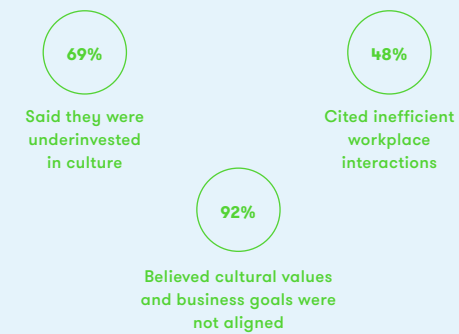 69%
Said they were
underinvested
in culture
48%
Cited inefficient
workplace
interactions
92%
Believed cultural values
and business goals were
not aligned